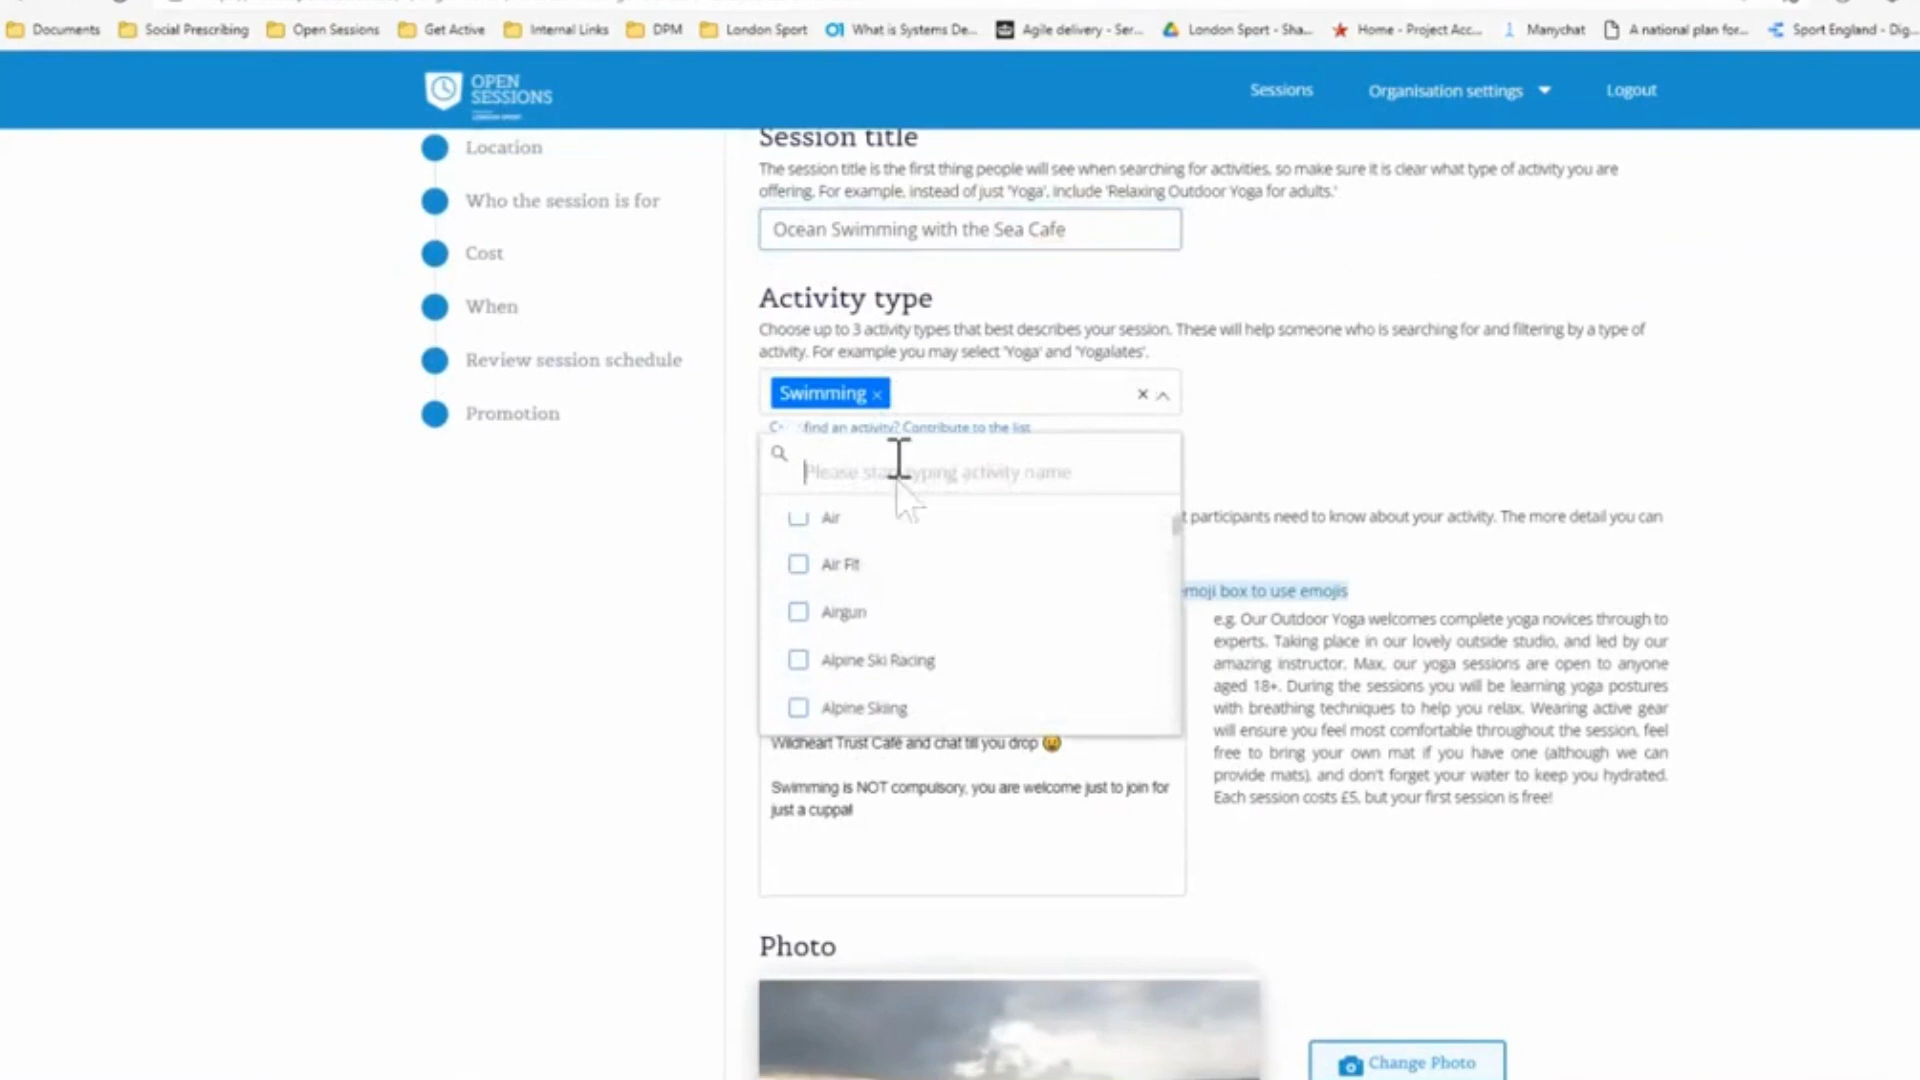 Documents Social Prescribing Open Sessions Get Active Internal Links DPM London Sport What is Systems De... Agile delivery - Ser... London Sport - Sha... Home - Project Acc... Manychat A national plan for... Sport England - Dig...
OPEN
SESSIONS
LONDON SPORT
Sessions Organisation settings Logout
Location
Who the session is for
Cost
When
Review session schedule
Promotion
Session title
The session title is the first thing people will see when searching for activities, so make sure it is clear what type of activity you are
offering. For example, instead of just 'Yoga', include 'Relaxing Outdoor Yoga for adults.'
Ocean Swimming with the Sea Cafe
Activity type
Choose up to 3 activity types that best describes your session. These will help someone who is searching for and filtering by a type of
activity. For example you may select 'Yoga' and 'Yogalates'.
Swimming ×
find an activity? Contribute to the list
Please typing activity name
Air
Air Fit
Airgun
Alpine Ski Racing
Alpine Skiing
t participants need to know about your activity. The more detail you can
moji box to use emojis
e.g. Our Outdoor Yoga welcomes complete yoga novices through to
experts. Taking place in our lovely outside studio, and led by our
amazing instructor, Max, our yoga sessions are open to anyone
aged 18+. During the sessions you will be learning yoga postures
with breathing techniques to help you relax. Wearing active gear
will ensure you feel most comfortable throughout the session, feel
free to bring your own mat if you have one (although we can
provide mats), and don't forget your water to keep you hydrated.
Each session costs £5, but your first session is free!
Wildheart Trust Café and chat till you drop 😀
Swimming is NOT compulsory, you are welcome just to join for
just a cuppa!
Photo
Change Photo